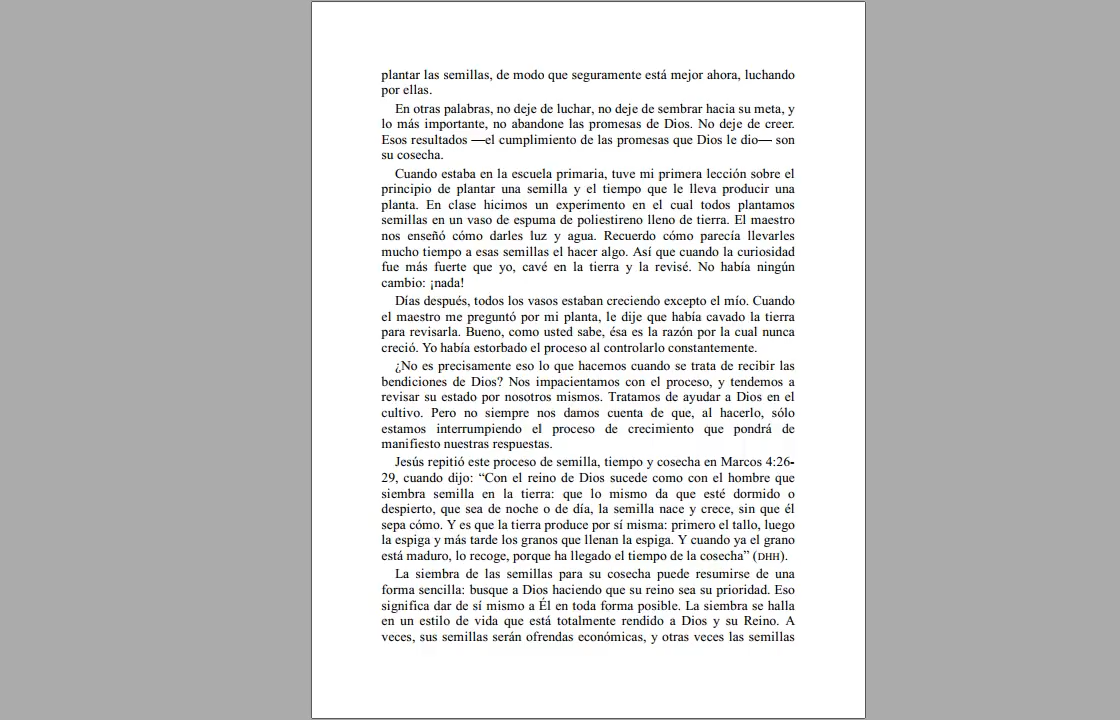 plantar las semillas, de modo que seguramente está mejor ahora, luchando
por ellas.
En otras palabras, no deje de luchar, no deje de sembrar hacia su meta, y
lo más importante, no abandone las promesas de Dios. No deje de creer.
Esos resultados —el cumplimiento de las promesas que Dios le dio— son
su cosecha.
Cuando estaba en la escuela primaria, tuve mi primera lección sobre el
principio de plantar una semilla y el tiempo que le lleva producir una
planta. En clase hicimos un experimento en el cual todos plantamos
semillas en un vaso de espuma de poliestireno lleno de tierra. El maestro
nos enseñó cómo darles luz y agua. Recuerdo cómo parecía llevarles
mucho tiempo a esas semillas el hacer algo. Así que cuando la curiosidad
fue más fuerte que yo, cavé en la tierra y la revisé. No había ningún
cambio: ¡nada!
Días después, todos los vasos estaban creciendo excepto el mío. Cuando
el maestro me preguntó por mi planta, le dije que había cavado la tierra
para revisarla. Bueno, como usted sabe, ésa es la razón por la cual nunca
creció. Yo había estorbado el proceso al controlarlo constantemente.
¿No es precisamente eso lo que hacemos cuando se trata de recibir las
bendiciones de Dios? Nos impacientamos con el proceso, y tendemos a
revisar su estado por nosotros mismos. Tratamos de ayudar a Dios en el
cultivo. Pero no siempre nos damos cuenta de que, al hacerlo, sólo
estamos interrumpiendo el proceso de crecimiento que pondrá de
manifiesto nuestras respuestas.
Jesús repitió este proceso de semilla, tiempo y cosecha en Marcos 4:26-
29, cuando dijo: “Con el reino de Dios sucede como con el hombre que
siembra semilla en la tierra: que lo mismo da que esté dormido o
despierto, que sea de noche o de día, la semilla nace y crece, sin que él
sepa cómo. Y es que la tierra produce por sí misma: primero el tallo, luego
la espiga y más tarde los granos que llenan la espiga. Y cuando ya el grano
está maduro, lo recoge, porque ha llegado el tiempo de la cosecha” (DHH).
La siembra de las semillas para su cosecha puede resumirse de una
forma sencilla: busque a Dios haciendo que su reino sea su prioridad. Eso
significa dar de sí mismo a Él en toda forma posible. La siembra se halla
en un estilo de vida que está totalmente rendido a Dios y su Reino. A
veces, sus semillas serán ofrendas económicas, y otras veces las semillas